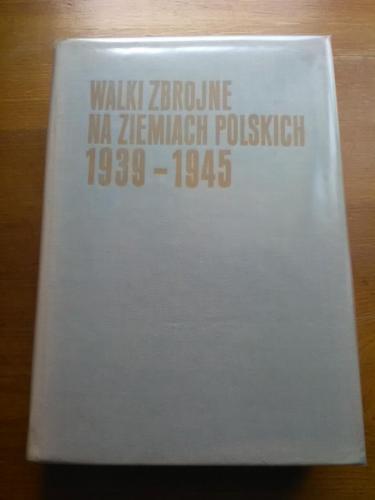 WALKI ZBROJNE
NA ZIEMIACH POLSKICH
1939 – 1945